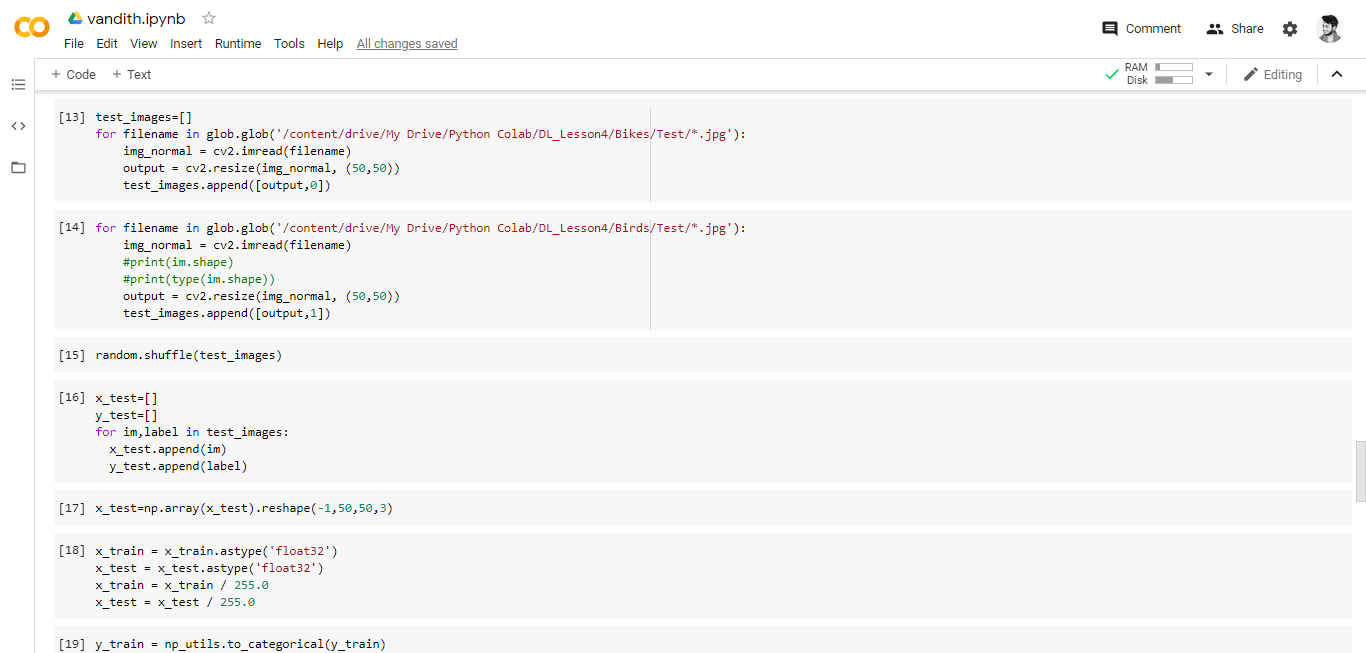 CO vandith.ipynb
File Edit View Insert Runtime Tools Help All changes saved
Comment Share
+ Code + Text
RAM
Disk
Editing
[13] test_images=[]
for filename in glob.glob('/content/drive/My Drive/Python Colab/DL_Lesson4/Bikes/Test/*.jpg'):
img_normal = cv2.imread(filename)
output = cv2.resize(img_normal, (50,50))
test_images.append([output,0])
[14] for filename in glob.glob('/content/drive/My Drive/Python Colab/DL_Lesson4/Birds/Test/*.jpg'):
img_normal = cv2.imread(filename)
#print(im.shape)
#print(type(im.shape))
output = cv2.resize(img_normal, (50,50))
test_images.append([output,1])
[15] random.shuffle(test_images)
[16] x_test=[]
y_test=[]
for im,label in test_images:
x_test.append(im)
y_test.append(label)
[17] x_test=np.array(x_test).reshape(-1,50,50,3)
[18] x_train = x_train.astype('float32')
x_test = x_test.astype('float32')
x_train = x_train / 255.0
x_test = x_test / 255.0
[19] y_train = np_utils.to_categorical(y_train)